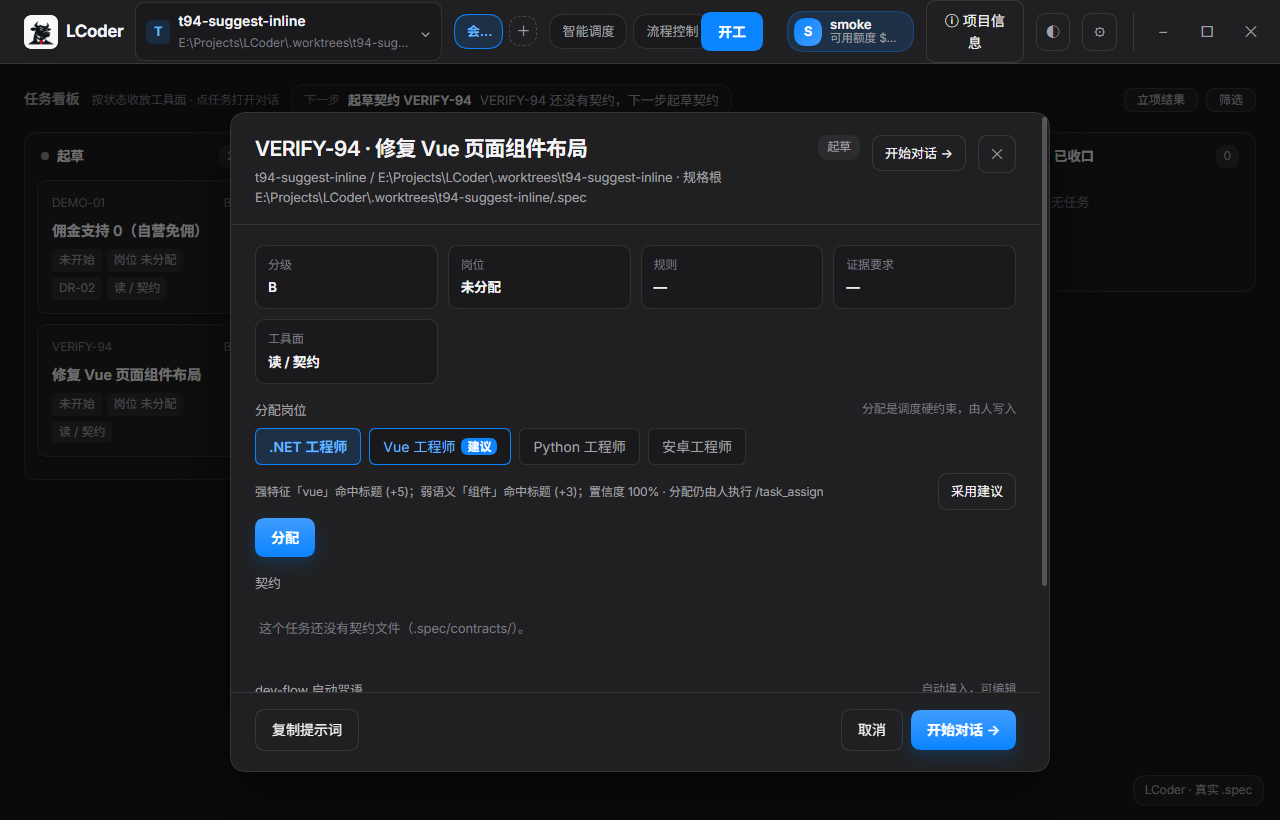 LCoder
T
t94-suggest-inline
E:\Projects\LCoder\.worktrees\t94-sug...
会...
+
智能调度
流程控制
开工
S
smoke
可用额度 $...
ⓘ 项目信息
任务看板
按状态收放工具面 · 点任务打开对话
下一步 起草契约 VERIFY-94 VERIFY-94 还没有契约，下一步起草契约
立项结果
筛选
起草
DEMO-01
佣金支持 0（自营免佣）
未开始 岗位 未分配
DR-02 读 / 契约
VERIFY-94
修复 Vue 页面组件布局
未开始 岗位 未分配
读 / 契约
已收口
0
无任务
VERIFY-94 · 修复 Vue 页面组件布局
t94-suggest-inline / E:\Projects\LCoder\.worktrees\t94-suggest-inline · 规格根
E:\Projects\LCoder\.worktrees\t94-suggest-inline/.spec
起草
开始对话 →
分级
B
岗位
未分配
规则
—
证据要求
—
工具面
读 / 契约
分配岗位
分配是调度硬约束，由人写入
.NET 工程师
Vue 工程师 建议
Python 工程师
安卓工程师
强特征「vue」命中标题 (+5)；弱语义「组件」命中标题 (+3)；置信度 100% · 分配仍由人执行 /task_assign
采用建议
分配
契约
这个任务还没有契约文件（.spec/contracts/）。
dev-flow 启动咒语
自动填入，可编辑
复制提示词
取消
开始对话 →
LCoder · 真实 .spec